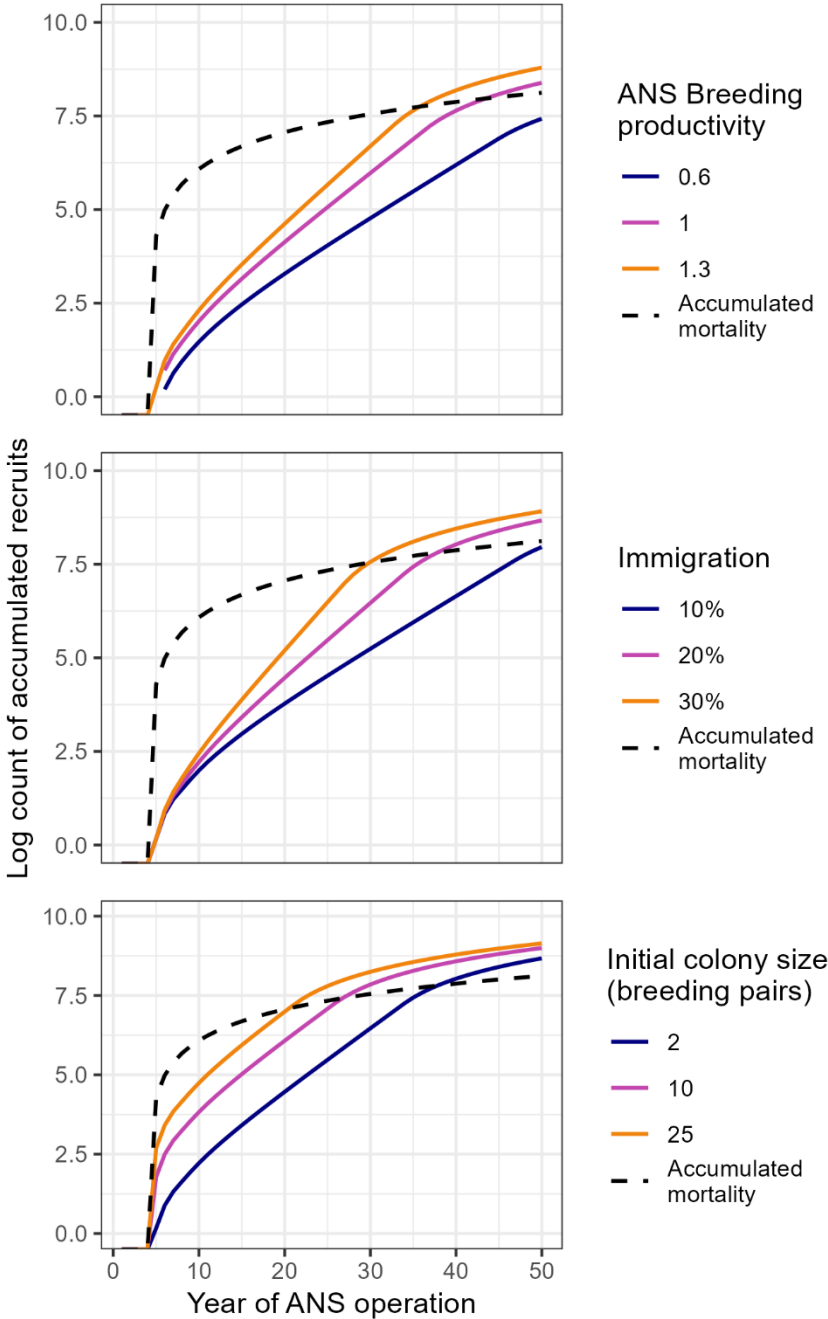 10.0
7.5
5.0
2.5
0.0
ANS Breeding
productivity
0.6
1
1.3
Accumulated
mortality
Log count of accumulated recruits
10.0
7.5
5.0
2.5
0.0
Immigration
10%
20%
30%
Accumulated
mortality
10.0
7.5
5.0
2.5
0.0
Initial colony size
(breeding pairs)
2
10
25
Accumulated
mortality
0 10 20 30 40 50
Year of ANS operation